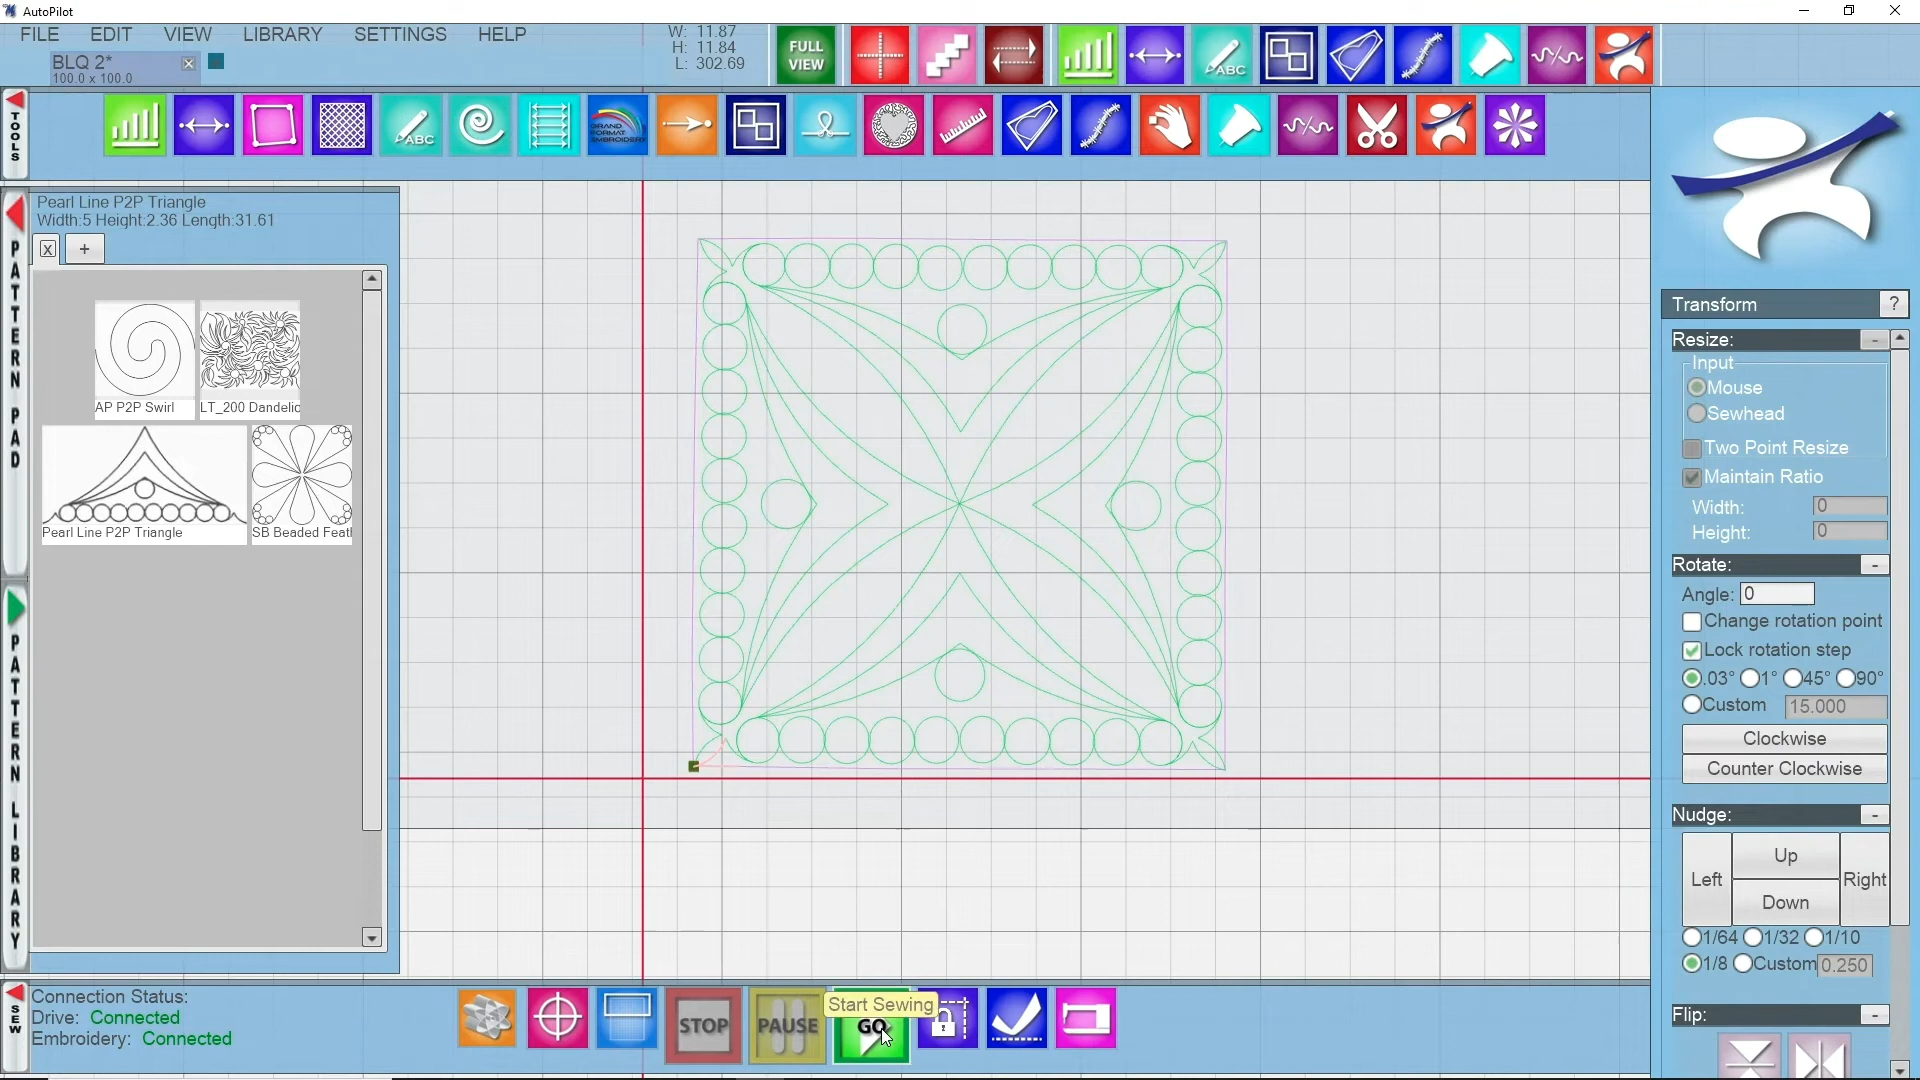 AutoPilot
FILE EDIT VIEW LIBRARY SETTINGS HELP
W: 11.87
H: 11.84
L: 302.69
BLQ 2*
100.0 x 100.0
FULL
VIEW
ABC
TOOLS
ABC
GRAND
FORMAT
EMBROIDERY
PATTERN PAD
Pearl Line P2P Triangle
Width:5 Height:2.36 Length:31.61
X +
AP P2P Swirl
LT_200 Dandelic
Pearl Line P2P Triangle
SB Beaded Feat
PATTERN LIBRARY
Transform ?
Resize: -
Input
Mouse
Sewhead
Two Point Resize
Maintain Ratio
Width: 0
Height: 0
Rotate: -
Angle: 0
Change rotation point
Lock rotation step
.03° 1° 45° 90°
Custom 15.000
Clockwise
Counter Clockwise
Nudge: -
Up
Left Right
Down
1/64 1/32 1/10
1/8 Custom 0.250
Flip: -
SEW
Connection Status:
Drive: Connected
Embroidery: Connected
STOP
PAUSE
Start Sewing
GO